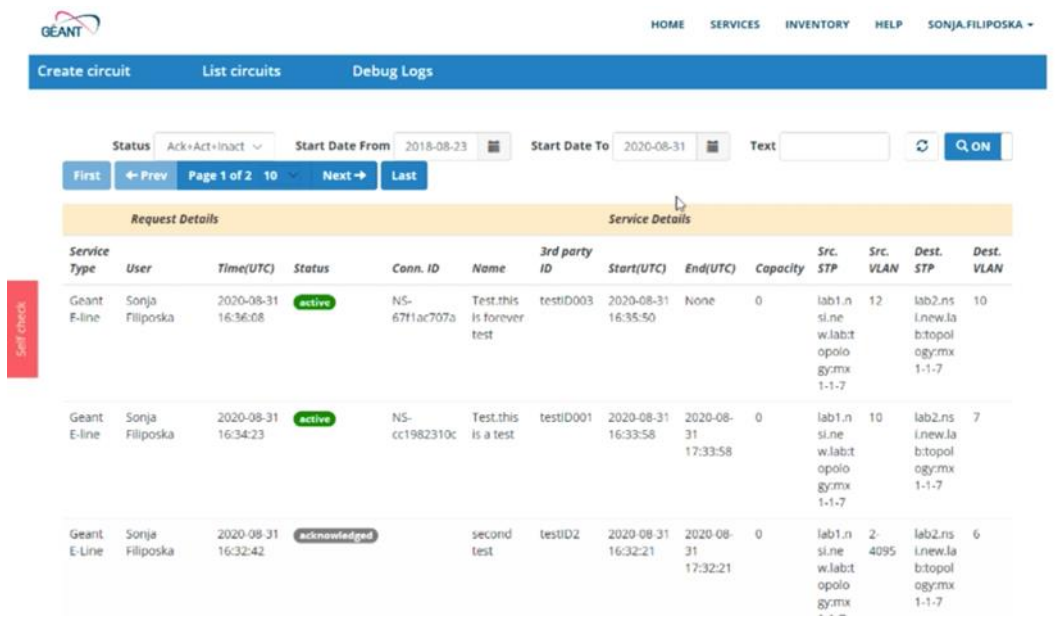 GÉANT
HOME SERVICES INVENTORY HELP SONJA.FILIPOSKA
Create circuit List circuits Debug Logs
Status Ack+Act+Inact Start Date From 2018-08-23 Start Date To 2020-08-31 Text ON
First ← Prev Page 1 of 2 10 Next → Last
Request Details Service Details
Service Type User Time(UTC) Status Conn. ID Name 3rd party ID Start(UTC) End(UTC) Capacity Src. STP Src. VLAN Dest. STP Dest. VLAN
Self check
Geant E-line Sonja Filiposka 2020-08-31 16:36:08 active NS-67f1ac707a Test.this is forever test testID003 2020-08-31 16:35:50 None 0 lab1.nsi.new.lab:topology:mx1-1-7 12 lab2.nsi.new.lab:topology:mx1-1-7 10
Geant E-line Sonja Filiposka 2020-08-31 16:34:23 active NS-cc1982310c Test.this is a test testID001 2020-08-31 16:33:58 2020-08-31 17:33:58 0 lab1.nsi.new.lab:topology:mx1-1-7 10 lab2.nsi.new.lab:topology:mx1-1-7 7
Geant E-Line Sonja Filiposka 2020-08-31 16:32:42 acknowledged second test testID2 2020-08-31 16:32:21 2020-08-31 17:32:21 0 lab1.nsi.new.lab:topology:mx 2-4095 lab2.nsi.new.lab:topology:mx1-1-7 6